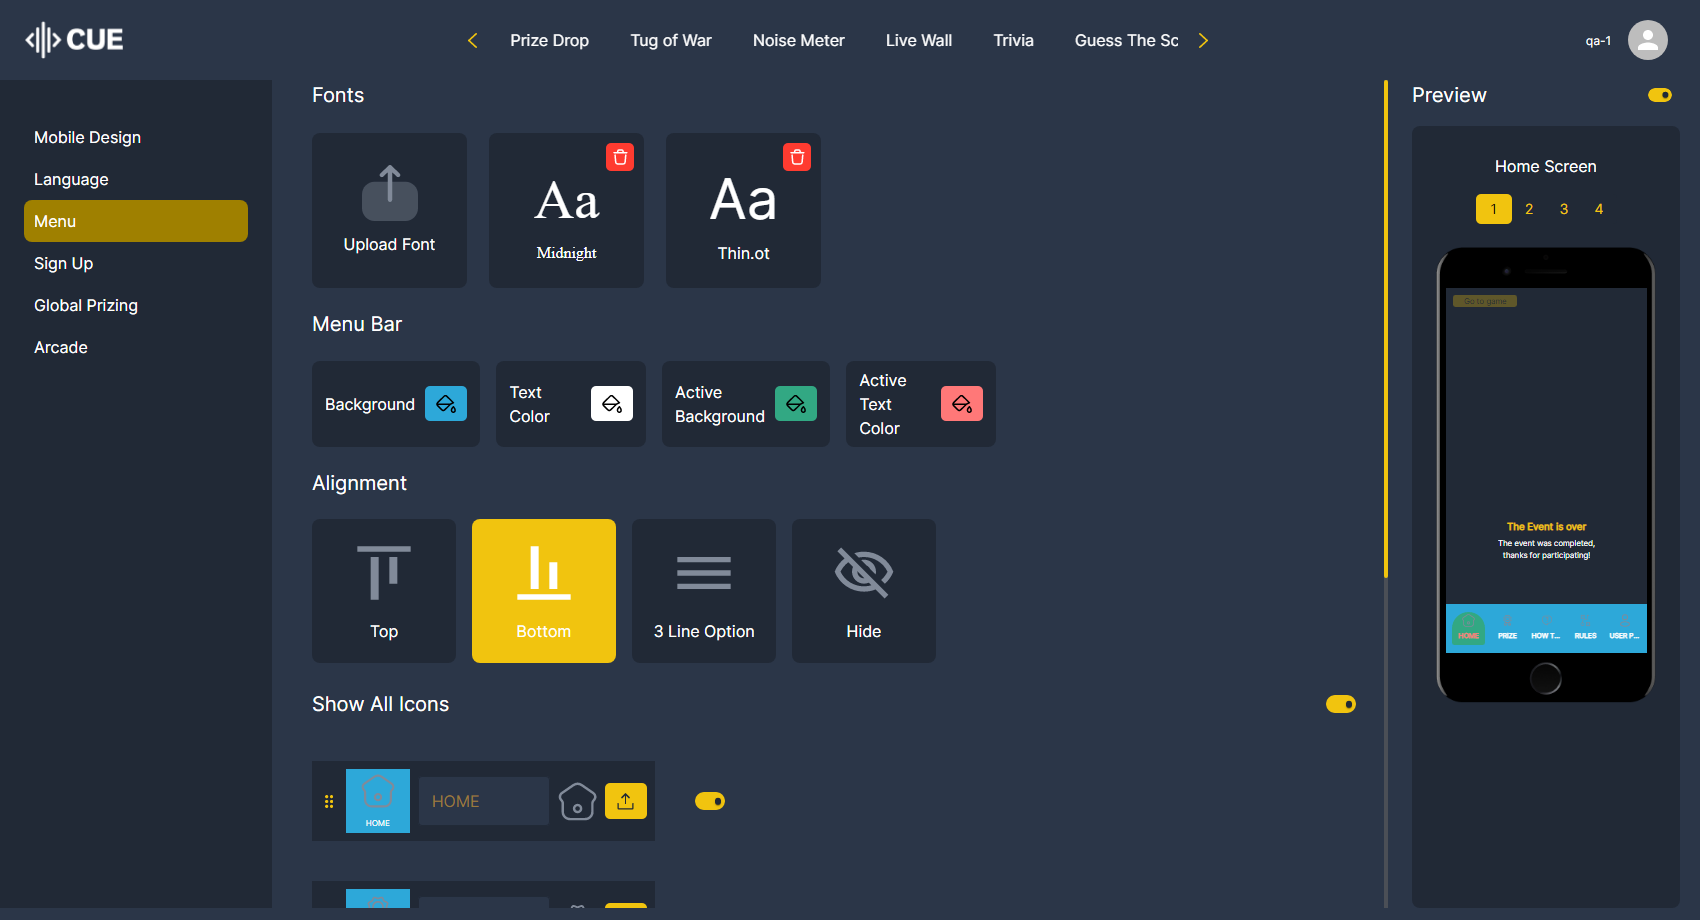 CUE
Prize Drop
Tug of War
Noise Meter
Live Wall
Trivia
Guess The Sc
qa-1
Mobile Design
Language
Menu
Sign Up
Global Prizing
Arcade
Fonts
Upload Font
Aa
Midnight
Aa
Thin.ot
Menu Bar
Background
Text
Color
Active
Background
Active
Text
Color
Alignment
Top
Bottom
3 Line Option
Hide
Show All Icons
HOME
HOME
Preview
Home Screen
1
2
3
4
Go to game
The Event is over
The event was completed,
thanks for participating!
HOME
PRIZE
HOW T...
RULES
USER P...